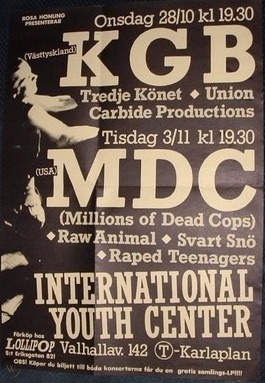 ROSA HONUNG
PRESENTERAR
Onsdag 28/10 kl 19.30
(Västtyskland)
KGB
Tredje Könet ◆ Union
Carbide Productions
Tisdag 3/11 kl 19.30
(USA)
MDC
(Millions of Dead Cops)
◆ Raw Animal ◆ Svart Snö
◆ Raped Teenagers
INTERNATIONAL
YOUTH CENTER
Förköp hos
LOLLIPOP
S:t Eriksgatan 82!
Valhallav. 142 (T)-Karlaplan
OBS! Köper du biljett till båda konserterna får du en gratis samlings-LP!!!!